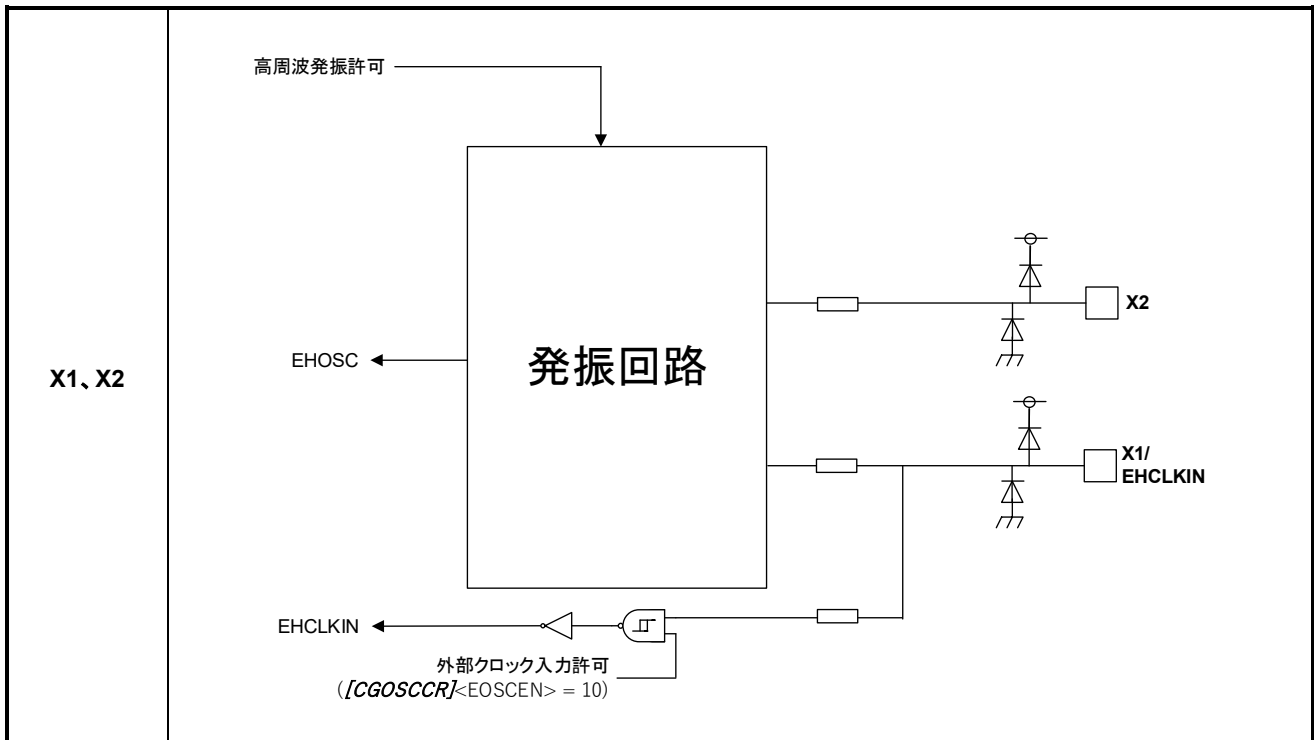 X1、X2
高周波発振許可
発振回路
X2
EHOSC
X1/
EHCLKIN
EHCLKIN
外部クロック入力許可
([CGOSCCR]<EOSCEN> = 10)